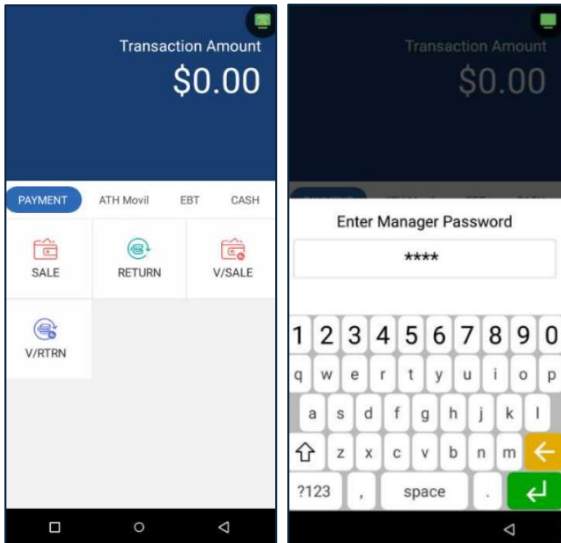 Transaction Amount
$0.00
PAYMENT ATH Movil EBT CASH
SALE RETURN V/SALE
V/RTRN
Transaction Amount
$0.00
Enter Manager Password
****
1 2 3 4 5 6 7 8 9 0
q w e r t y u i o p
a s d f g h j k l
z x c v b n m
?123 , space .